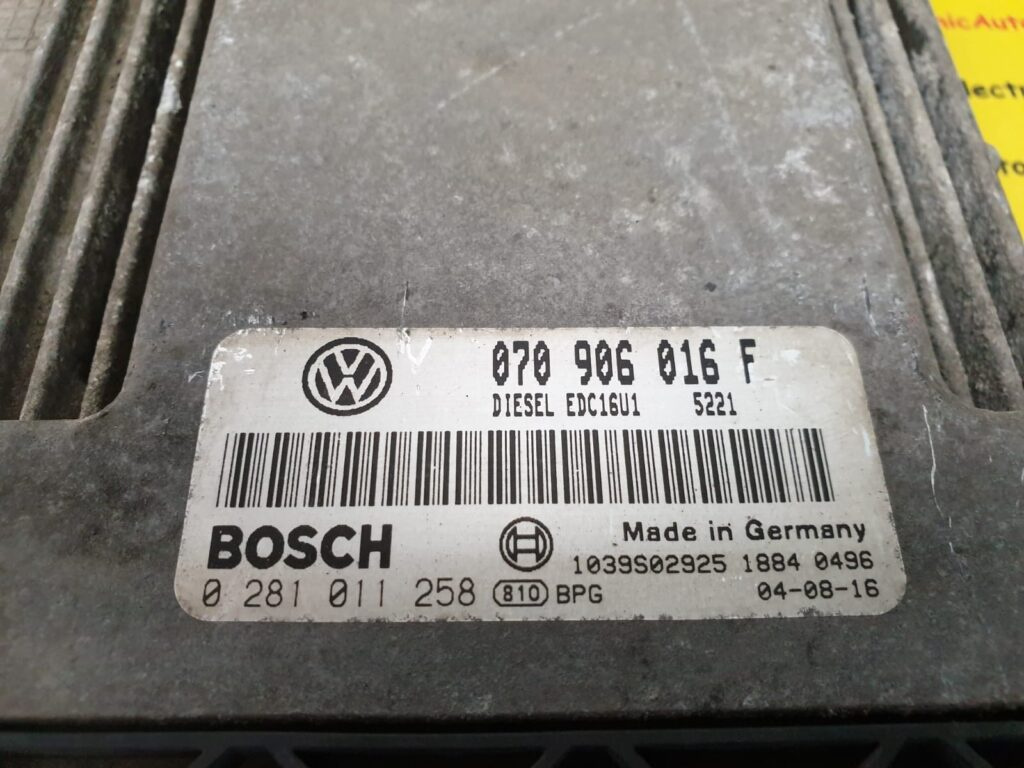 070 906 016 F
DIESEL EDC16U1 5221
BOSCH
Made in Germany
1039S02925 1884 0496
0 281 011 258 810 BPG
04-08-16